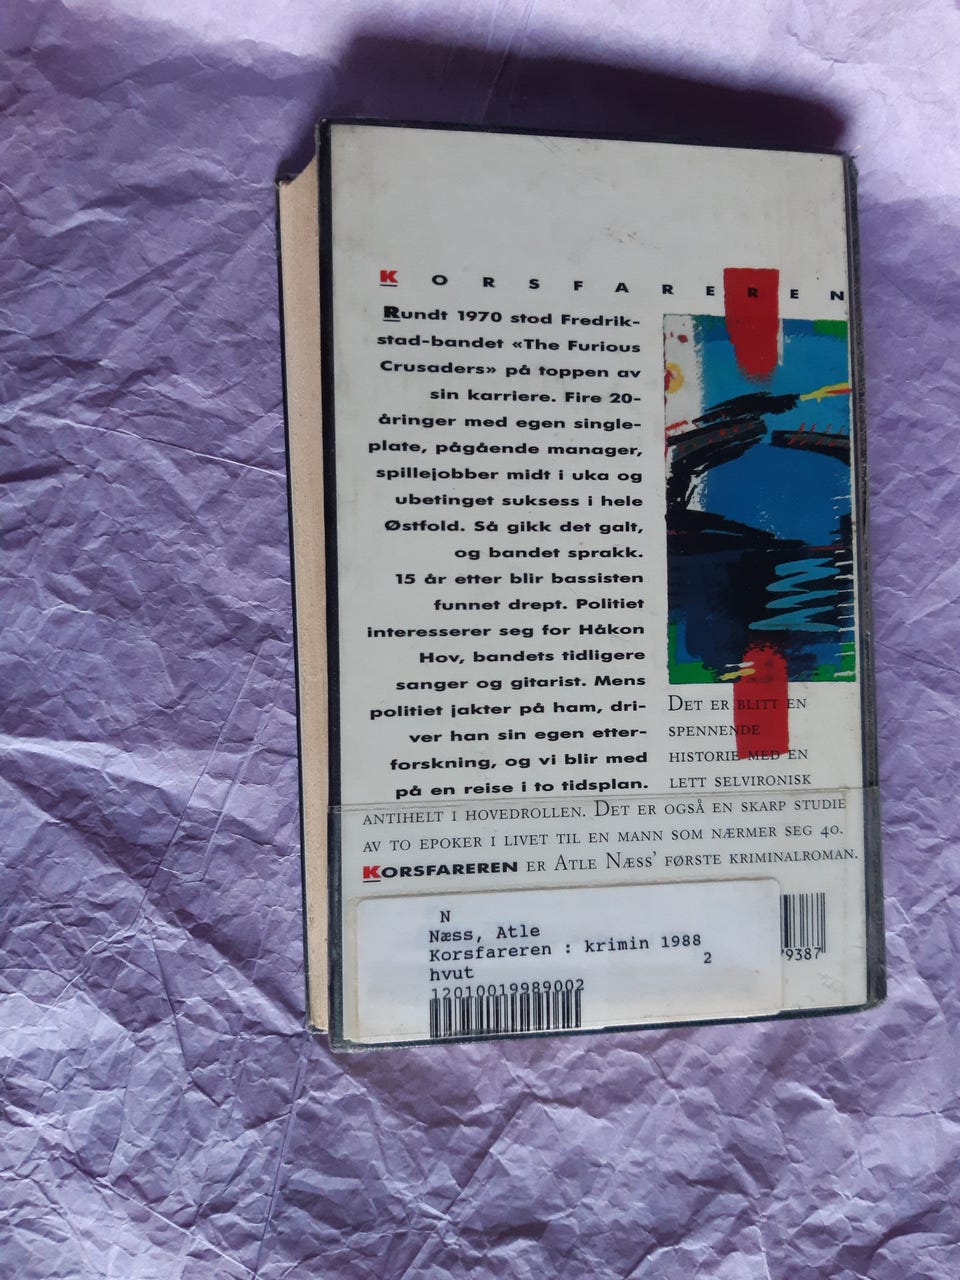 KORSFAREREN
Rundt 1970 stod Fredrik-
stad-bandet «The Furious
Crusaders» på toppen av
sin karriere. Fire 20-
åringer med egen single-
plate, pågående manager,
spillejobber midt i uka og
ubetinget suksess i hele
Østfold. Så gikk det galt,
og bandet sprakk.
15 år etter blir bassisten
funnet drept. Politiet
interesserer seg for Håkon
Hov, bandets tidligere
sanger og gitarist. Mens
politiet jakter på ham, dri-
ver han sin egen etter-
forskning, og vi blir med
på en reise i to tidsplan.
DET ER BLITT EN
SPENNENDE
HISTORIE MED EN
LETT SELVIRONISK
ANTIHELT I HOVEDROLLEN. DET ER OGSÅ EN SKARP STUDIE
AV TO EPOKER I LIVET TIL EN MANN SOM NÆRMER SEG 40.
KORSFAREREN ER ATLE NÆSS' FØRSTE KRIMINALROMAN.
N
Næss, Atle
Korsfareren : krimin 1988
2
hvut
12010019989002
79387